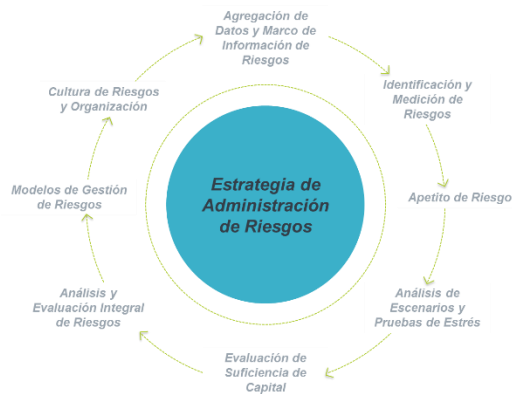 Agregación de
Datos y Marco de
Información de
Riesgos
Identificación y
Medición de
Riesgos
Apetito de Riesgo
Análisis de
Escenarios y
Pruebas de Estrés
Evaluación de
Suficiencia de
Capital
Análisis y
Evaluación Integral
de Riesgos
Modelos de Gestión
de Riesgos
Cultura de Riesgos
y Organización
Estrategia de
Administración
de Riesgos